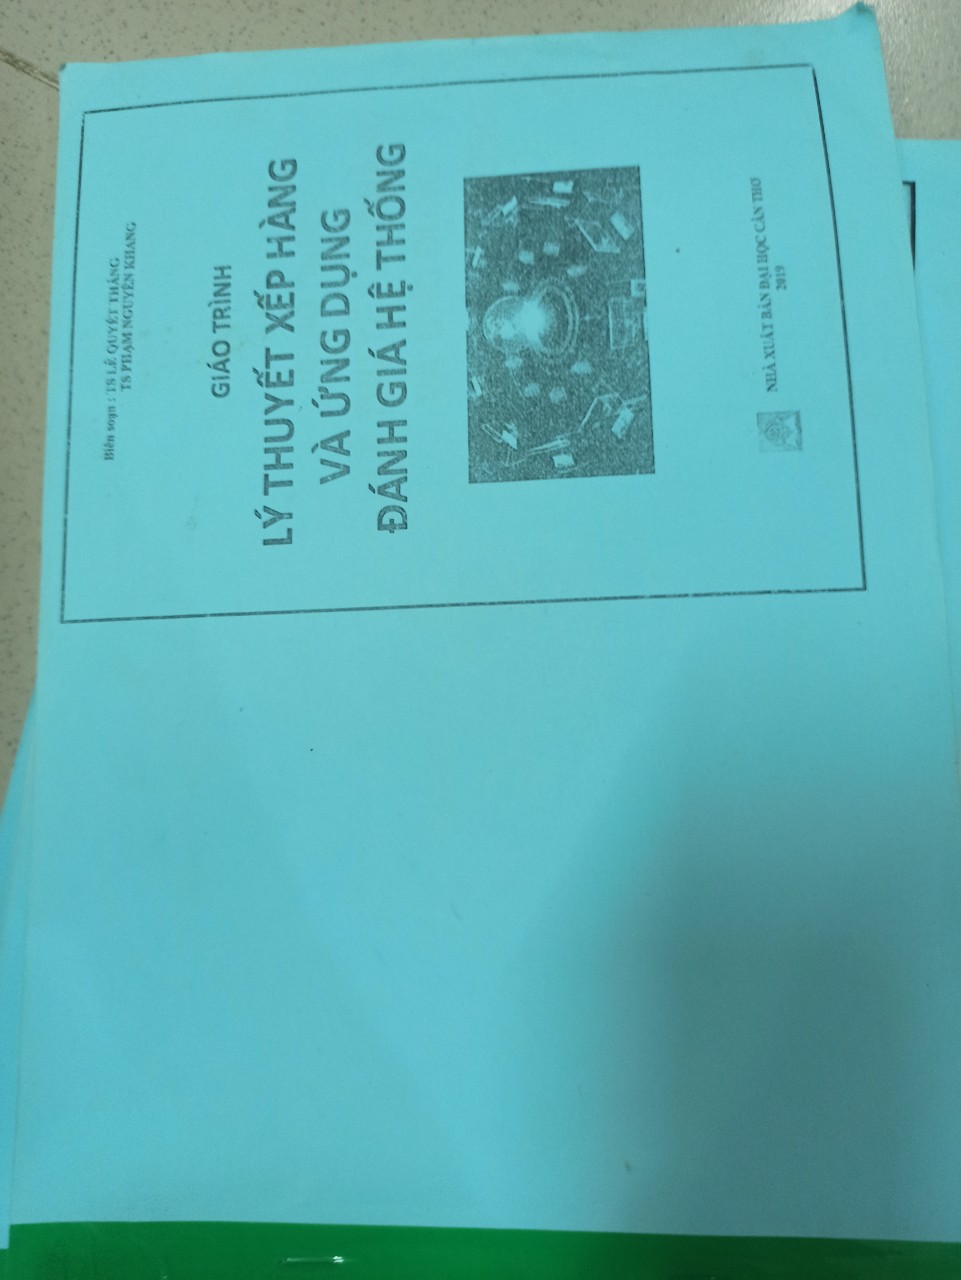 Biên soạn : TS LÊ QUYẾT THẮNG
TS PHẠM NGUYÊN KHANG
GIÁO TRÌNH
LÝ THUYẾT XẾP HÀNG
VÀ ỨNG DỤNG
ĐÁNH GIÁ HỆ THỐNG
NHÀ XUẤT BẢN ĐẠI HỌC CẦN THƠ
2019